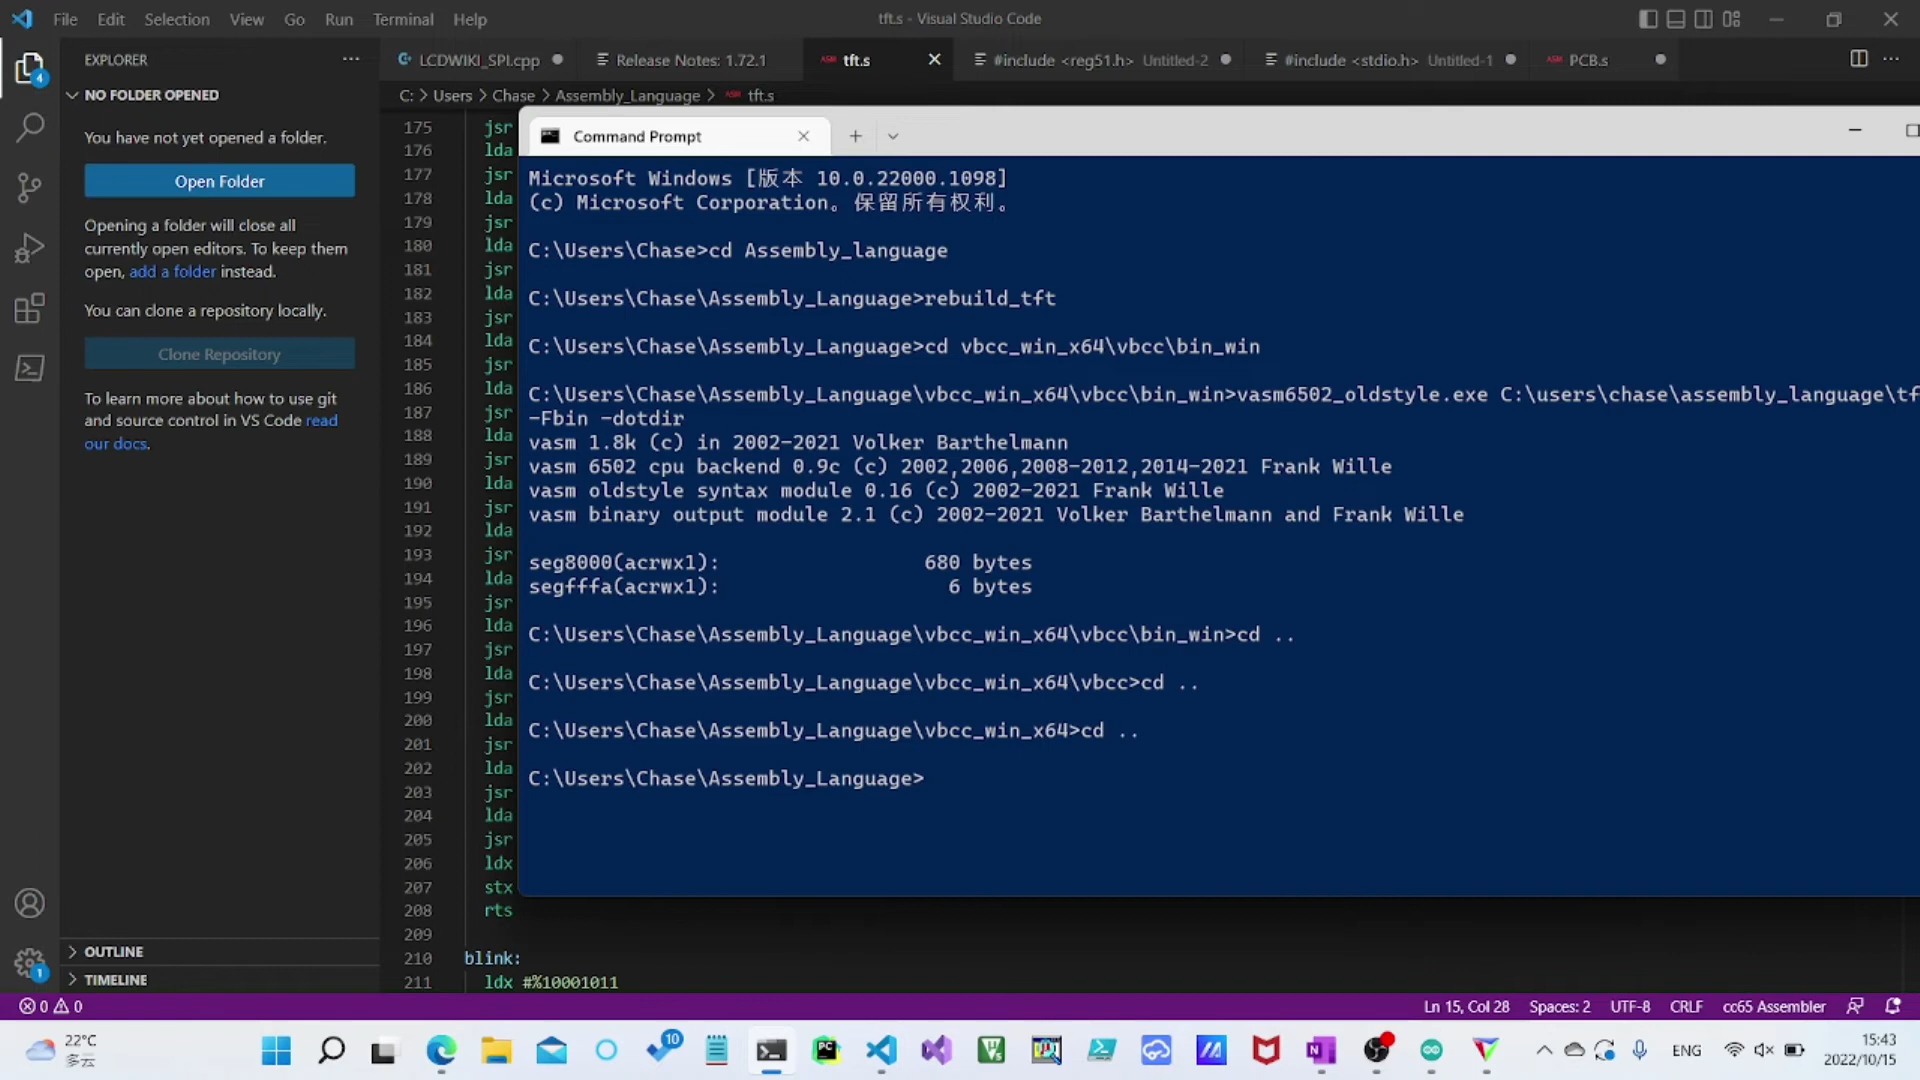 File Edit Selection View Go Run Terminal Help
tft.s - Visual Studio Code
EXPLORER
LCDWIKI_SPI.cpp
Release Notes: 1.72.1
tft.s
#include <reg51.h> Untitled-2
#include <stdio.h> Untitled-1
PCB.s
4
NO FOLDER OPENED
C: > Users > Chase > Assembly_Language > tft.s
You have not yet opened a folder.
Open Folder
Opening a folder will close all
currently open editors. To keep them
open, add a folder instead.
You can clone a repository locally.
Clone Repository
To learn more about how to use git
and source control in VS Code read
our docs.
OUTLINE
TIMELINE
1
175 jsr
176 lda
177 jsr
178 lda
179 jsr
180 lda
181 jsr
182 lda
183 jsr
184 lda
185 jsr
186 lda
187 jsr
188 lda
189 jsr
190 lda
191 jsr
192 lda
193 jsr
194 lda
195 jsr
196 lda
197 jsr
198 lda
199 jsr
200 lda
201 jsr
202 lda
203 jsr
204 lda
205 jsr
206 ldx
207 stx
208 rts
209
210 blink:
211 ldx #%10001011
Command Prompt
Microsoft Windows [版本 10.0.22000.1098]
(c) Microsoft Corporation。保留所有权利。
C:\Users\Chase>cd Assembly_language
C:\Users\Chase\Assembly_Language>rebuild_tft
C:\Users\Chase\Assembly_Language>cd vbcc_win_x64\vbcc\bin_win
C:\Users\Chase\Assembly_Language\vbcc_win_x64\vbcc\bin_win>vasm6502_oldstyle.exe C:\users\chase\assembly_language\tf
-Fbin -dotdir
vasm 1.8k (c) in 2002-2021 Volker Barthelmann
vasm 6502 cpu backend 0.9c (c) 2002,2006,2008-2012,2014-2021 Frank Wille
vasm oldstyle syntax module 0.16 (c) 2002-2021 Frank Wille
vasm binary output module 2.1 (c) 2002-2021 Volker Barthelmann and Frank Wille
seg8000(acrwx1): 680 bytes
segfffa(acrwx1): 6 bytes
C:\Users\Chase\Assembly_Language\vbcc_win_x64\vbcc\bin_win>cd ..
C:\Users\Chase\Assembly_Language\vbcc_win_x64\vbcc>cd ..
C:\Users\Chase\Assembly_Language\vbcc_win_x64>cd ..
C:\Users\Chase\Assembly_Language>
0 0
Ln 15, Col 28 Spaces: 2 UTF-8 CRLF cc65 Assembler
22°C
多云
10
ENG
15:43
2022/10/15